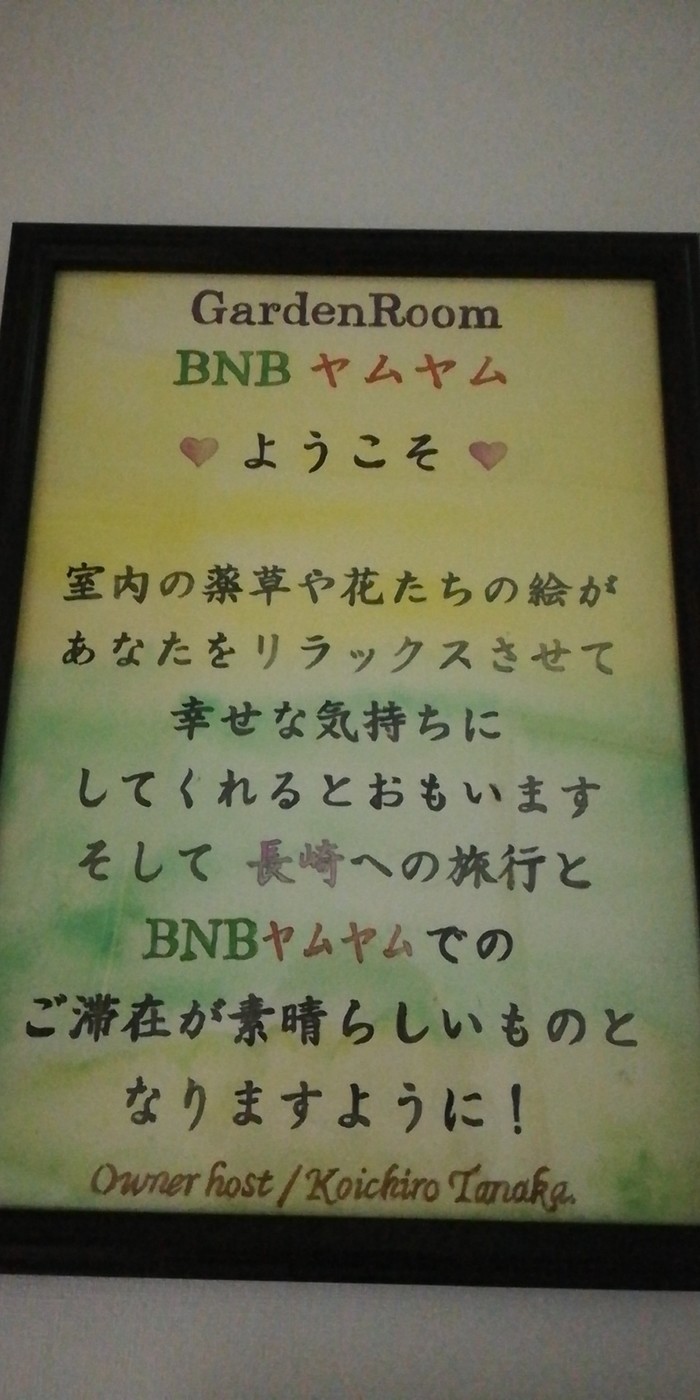 GardenRoom
BNB ヤムヤム
♥ ようこそ ♥
室内の薬草や花たちの絵が
あなたをリラックスさせて
幸せな気持ちに
してくれるとおもいます
そして 長崎への旅行と
BNBヤムヤムでの
ご滞在が素晴らしいものと
なりますように！
Owner host / Koichiro Tanaka.